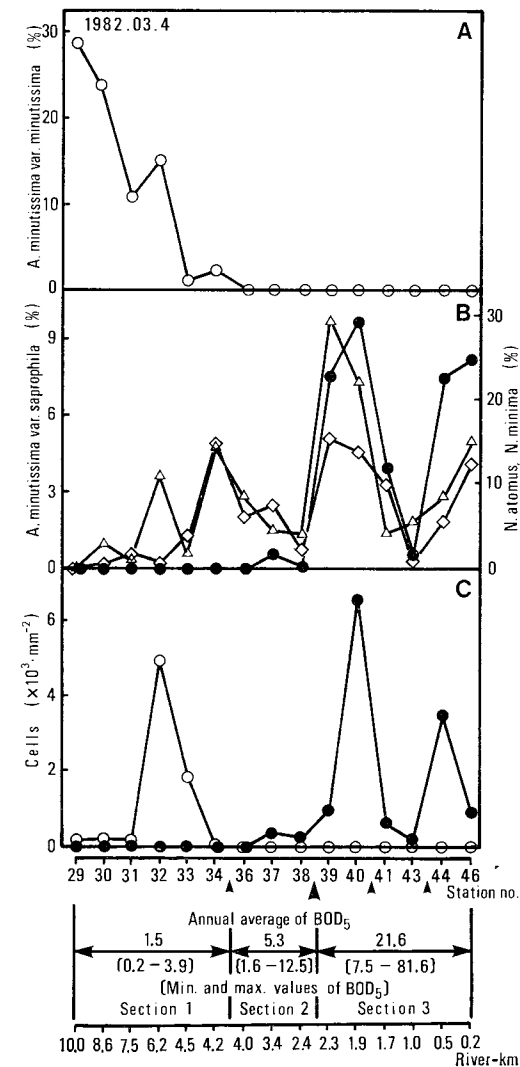 1982.03.4
A
A. minutissima var. minutissima (%)
30
20
10
0
B
A. minutissima var. saprophila (%)
9
6
3
0
30
20
10
0
N. atomus, N. minima (%)
C
Cells (×10³·mm⁻²)
6
4
2
0
29 30 31 32 33 34 36 37 38 39 40 41 43 44 46
Station no.
Annual average of BOD₅
1.5 5.3 21.6
(0.2 – 3.9) (1.6 – 12.5) (7.5 – 81.6)
(Min. and max. values of BOD₅)
Section 1 Section 2 Section 3
10,0 8,6 7,5 6,2 4,5 4,2 4.0 3,4 2,4 2,3 1,9 1,7 1,0 0,5 0,2
River-km